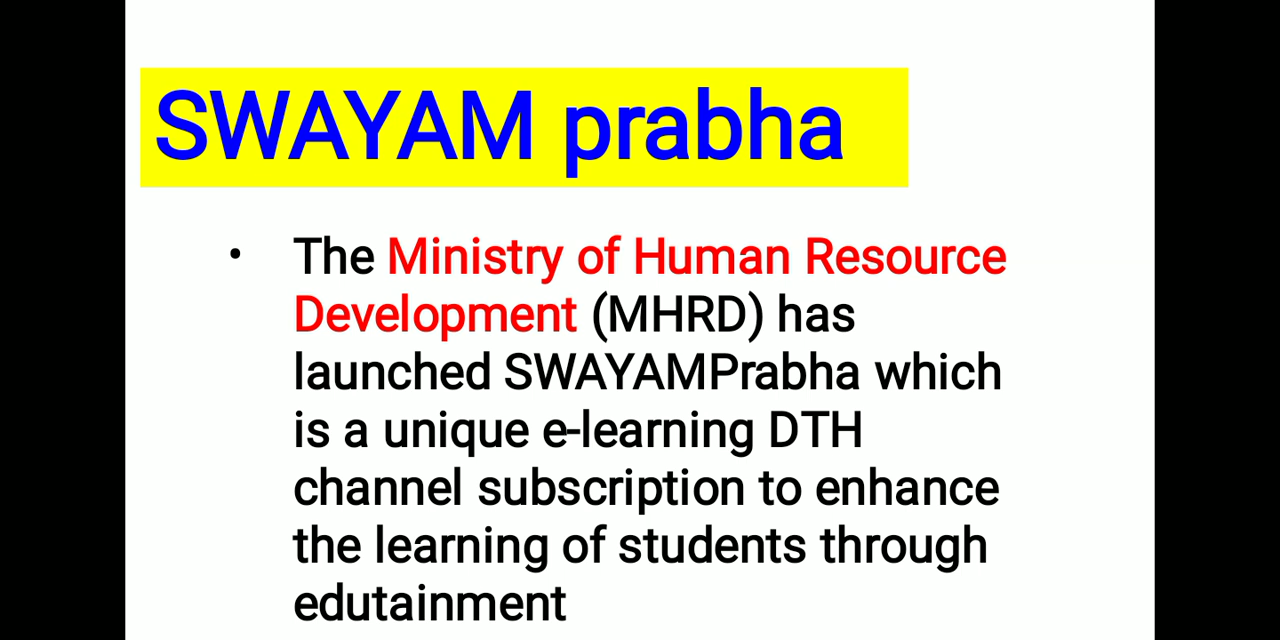 SWAYAM prabha
• The Ministry of Human Resource
Development (MHRD) has
launched SWAYAMPrabha which
is a unique e-learning DTH
channel subscription to enhance
the learning of students through
edutainment